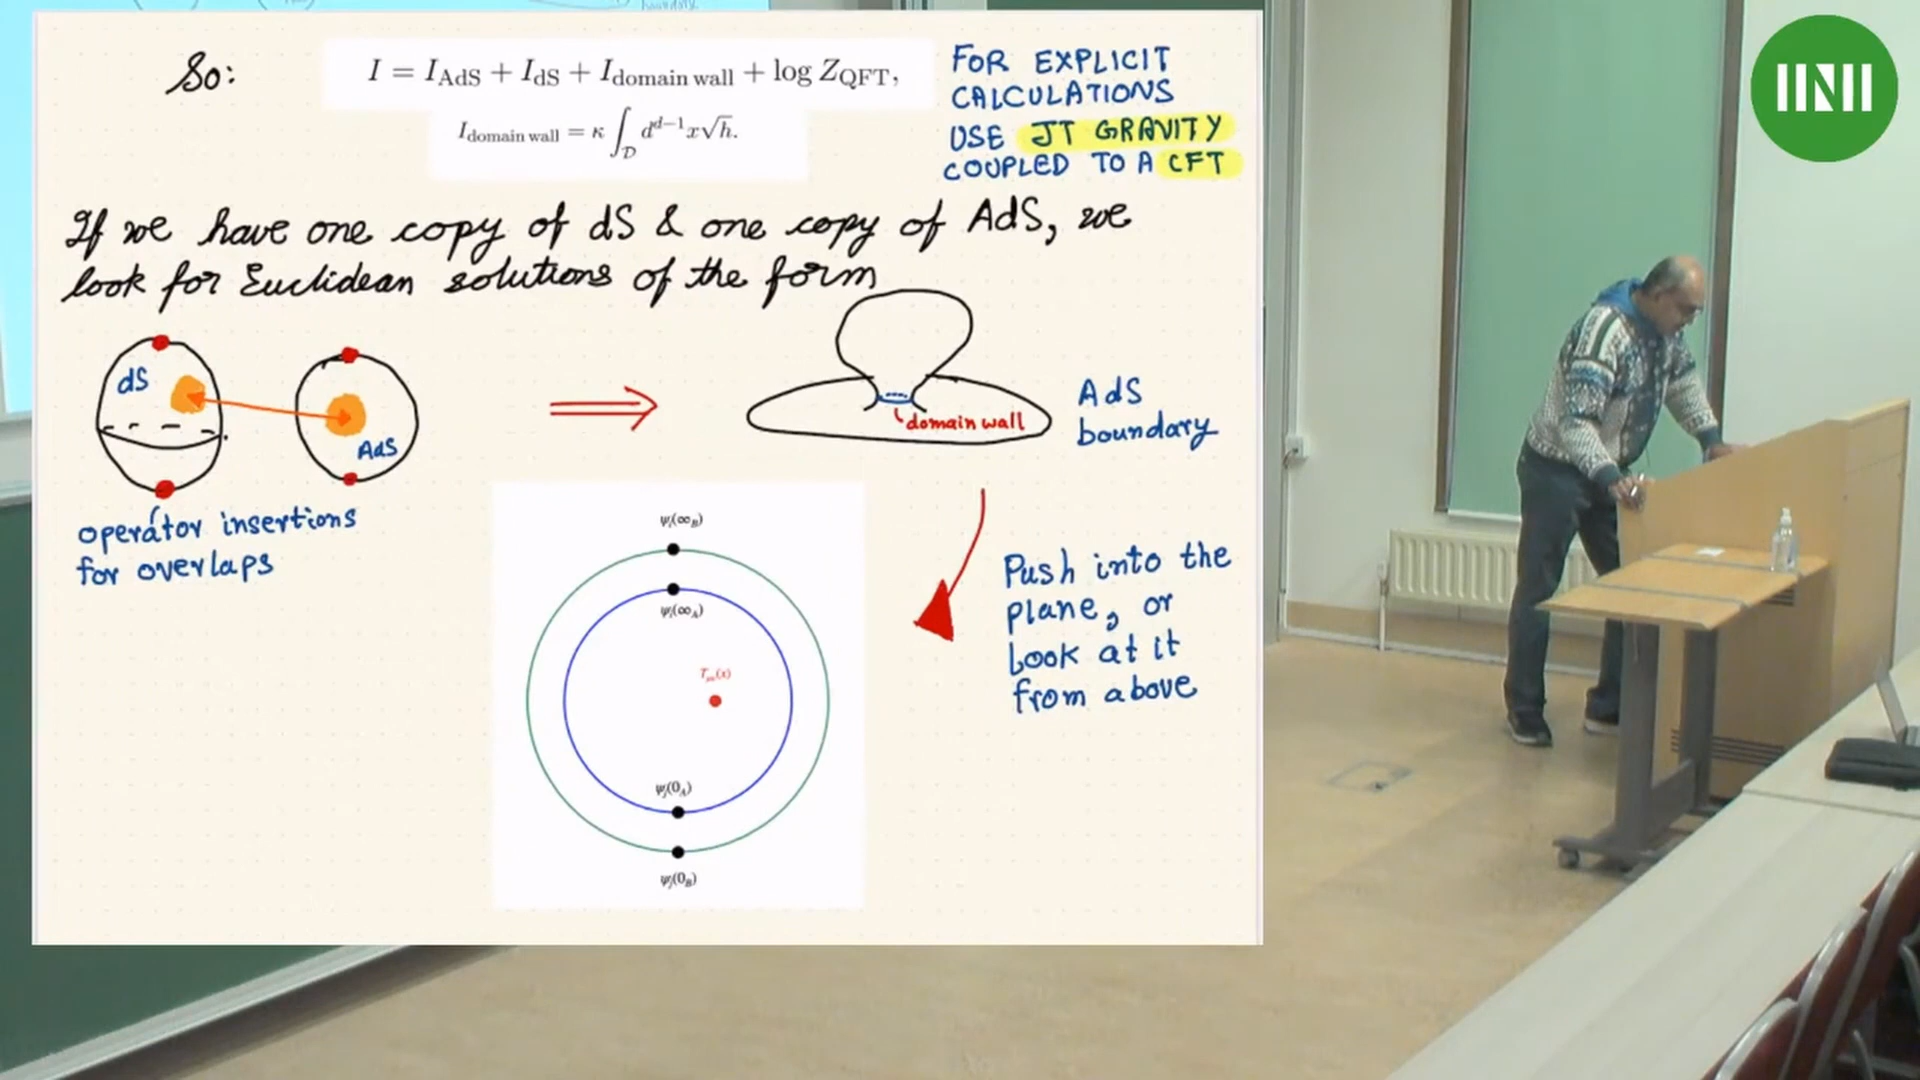 So:
I = I_AdS + I_dS + I_domain wall + log Z_QFT,
I_domain wall = κ ∫_D d^{d-1}x√h.
FOR EXPLICIT
CALCULATIONS
USE JT GRAVITY
COUPLED TO A CFT
If we have one copy of dS & one copy of AdS, we
look for Euclidean solutions of the form
dS
AdS
domain wall
AdS
boundary
operator insertions
for overlaps
ψ_i(∞_B)
ψ_i(∞_A)
ψ_j(0_A)
ψ_j(0_B)
Push into the
plane, or
look at it
from above